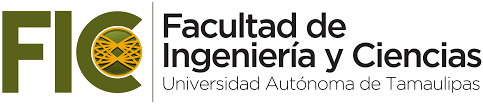 FIC
Facultad de
Ingeniería y Ciencias
Universidad Autónoma de Tamaulipas